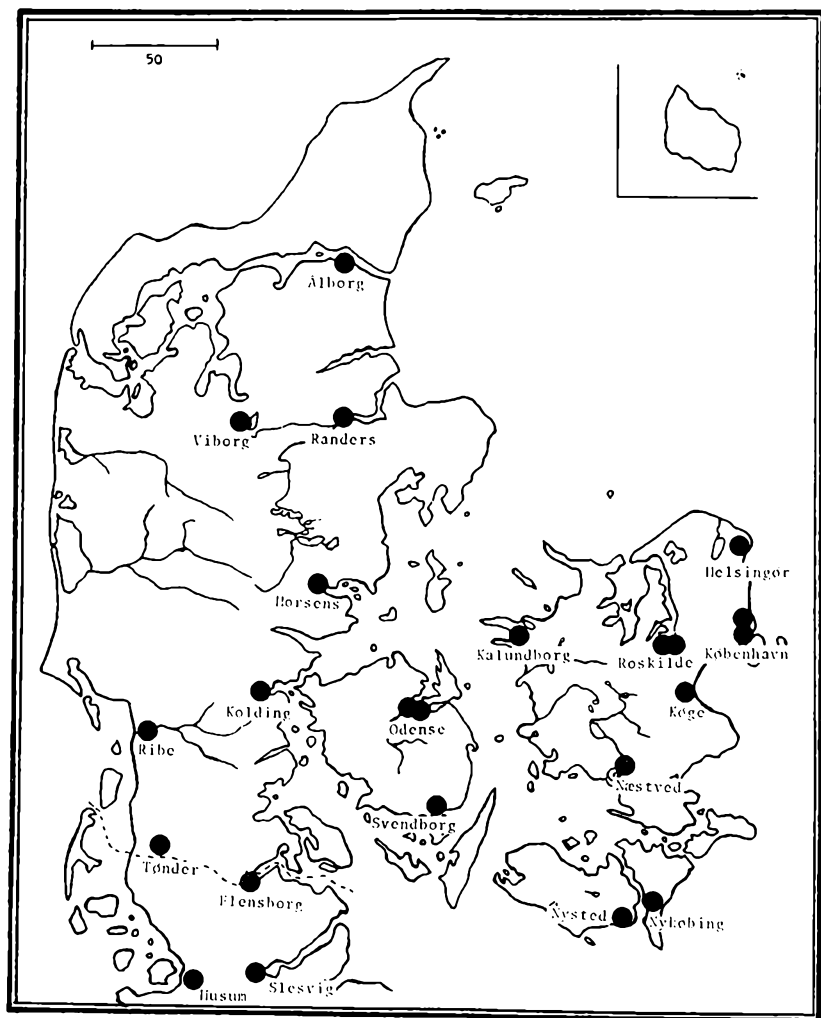 50
Ålborg
Viborg
Randers
Helsingør
Horsens
Kalundborg
Roskilde
København
Kolding
Odense
Køge
Ribe
Næstved
Svendborg
Tønder
Flensborg
Nysted
Nykøbing
Slesvig
Husum